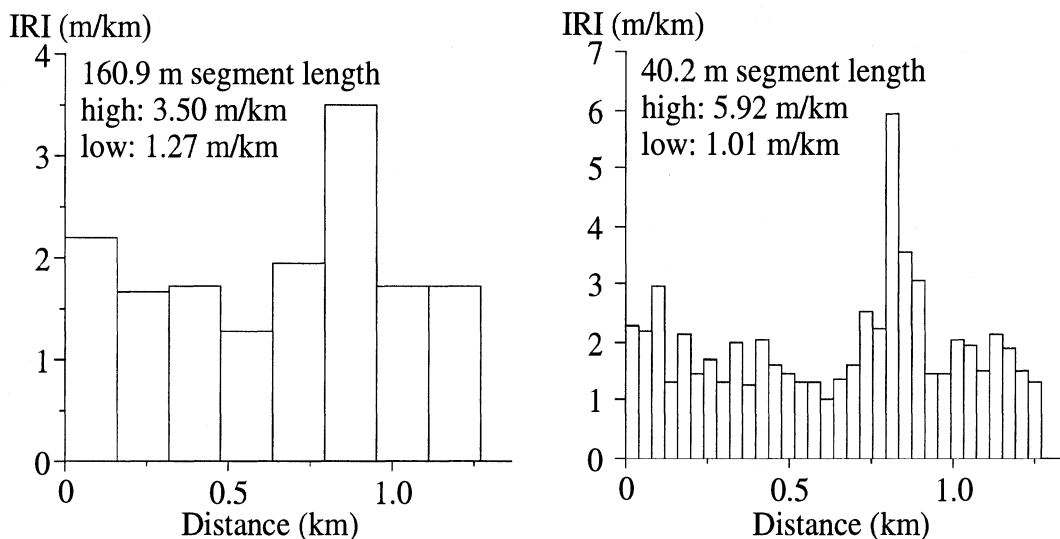 IRI (m/km)
4
3
2
1
0
160.9 m segment length
high: 3.50 m/km
low: 1.27 m/km
0
0.5
1.0
Distance (km)
IRI (m/km)
7
6
5
4
3
2
1
0
40.2 m segment length
high: 5.92 m/km
low: 1.01 m/km
0
0.5
1.0
Distance (km)